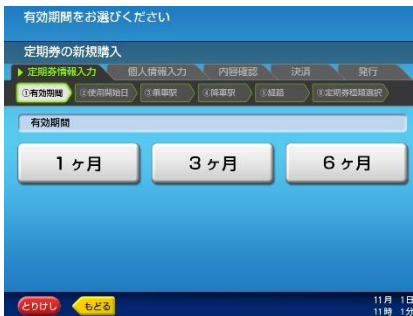 有効期間をお選びください
定期券の新規購入
定期券情報入力 個人情報入力 内容確認 決済 発行
①有効期間 ②使用開始日 ③乗車駅 ④降車駅 ⑤経路 ⑥定期券種類選択
有効期間
1ヶ月 3ヶ月 6ヶ月
とりけし もどる
11月 1日
11時 1分